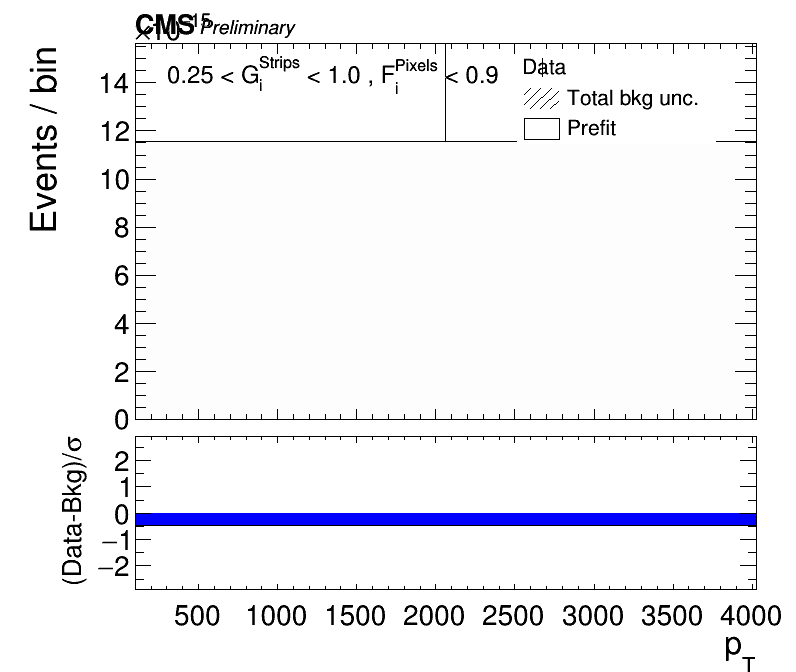 CMS Preliminary
×10^15
Events / bin
0.25 < G_i^Strips < 1.0 , F_i^Pixels < 0.9
Data
Total bkg unc.
Prefit
14
12
10
8
6
4
2
0
(Data-Bkg)/σ
2
1
0
−1
−2
500 1000 1500 2000 2500 3000 3500 4000
p_T